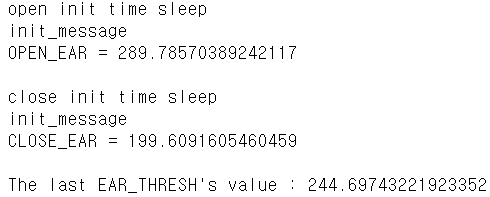 open init time sleep
init_message
OPEN_EAR = 289.78570389242117
close init time sleep
init_message
CLOSE_EAR = 199.6091605460459
The last EAR_THRESH's value : 244.69743221923352